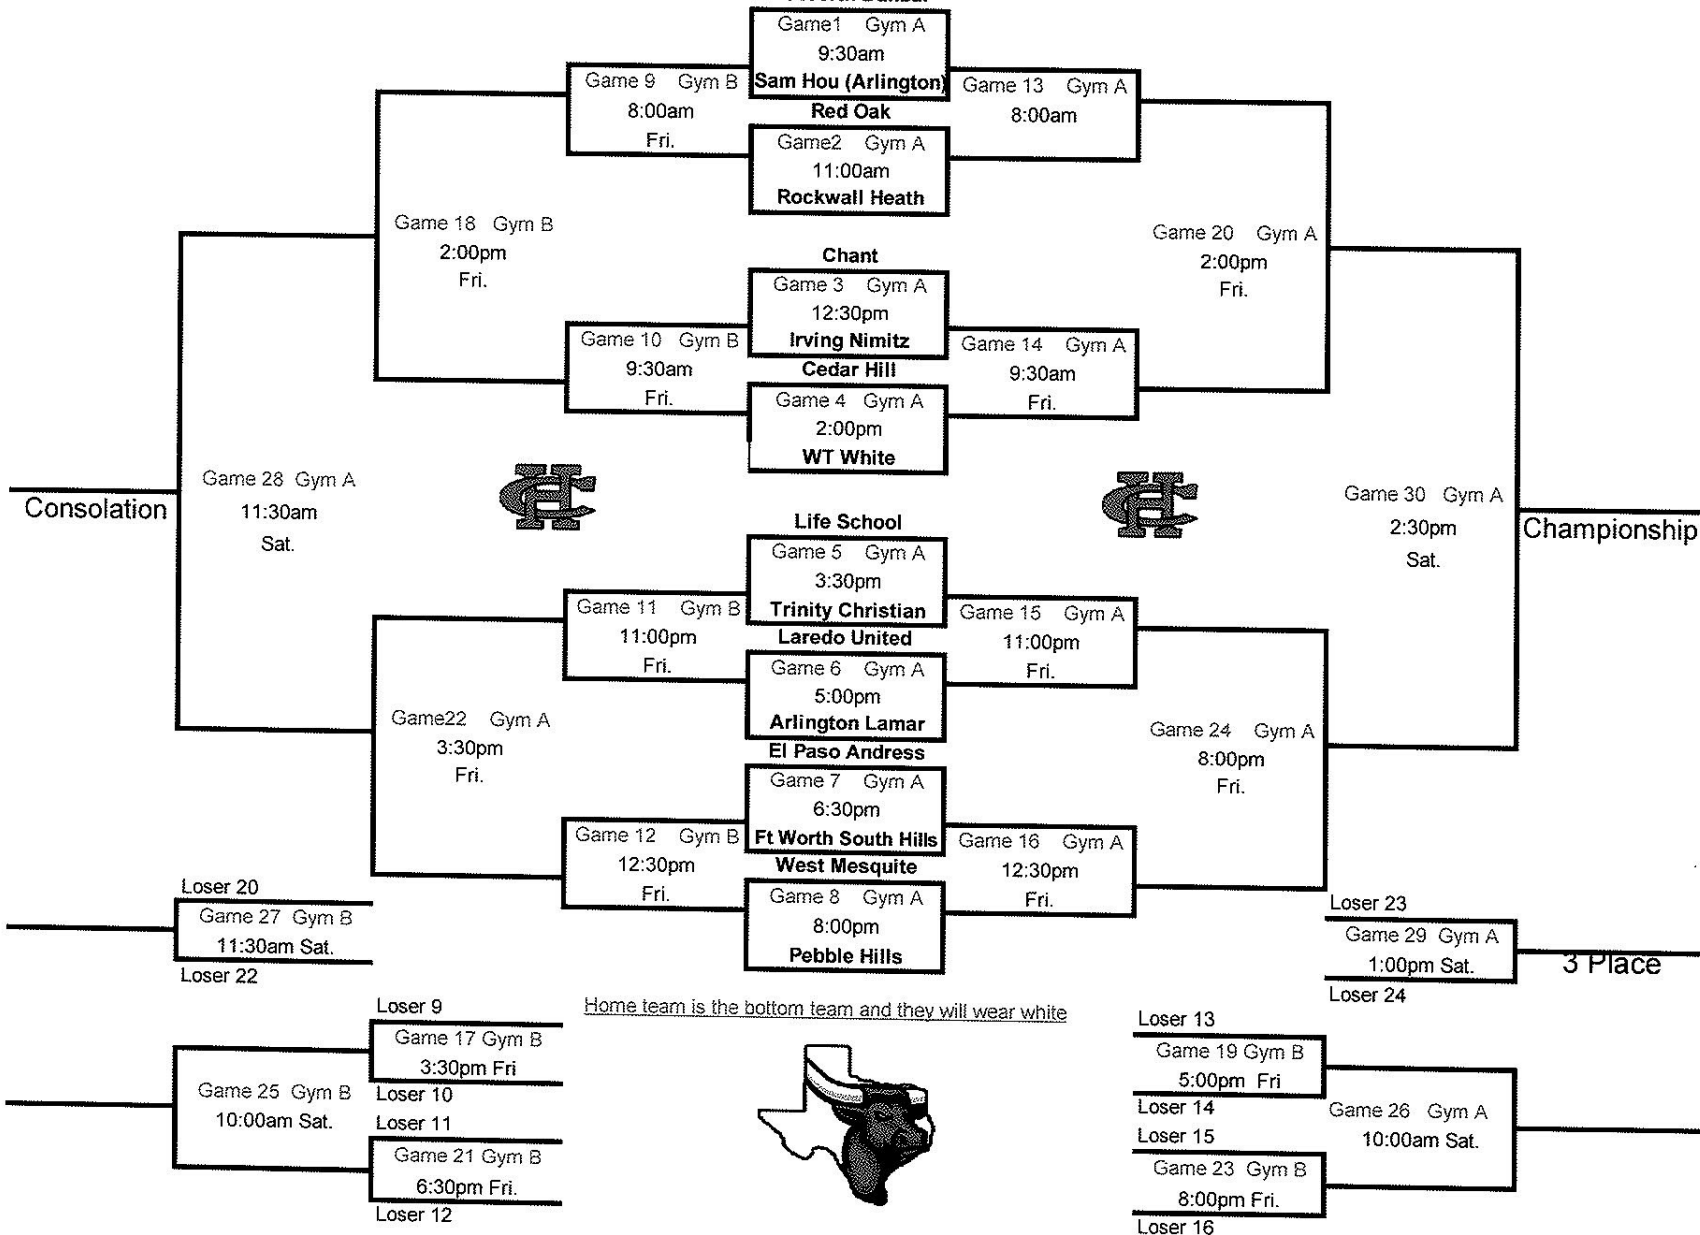 Game1 Gym A
9:30am
Sam Hou (Arlington)
Game 9 Gym B
8:00am
Fri.
Game 13 Gym A
8:00am
Red Oak
Game2 Gym A
11:00am
Rockwall Heath
Game 18 Gym B
2:00pm
Fri.
Game 20 Gym A
2:00pm
Fri.
Chant
Game 3 Gym A
12:30pm
Irving Nimitz
Game 10 Gym B
9:30am
Fri.
Game 14 Gym A
9:30am
Fri.
Cedar Hill
Game 4 Gym A
2:00pm
WT White
Game 28 Gym A
11:30am
Sat.
Consolation
Game 30 Gym A
2:30pm
Sat.
Championship
Life School
Game 5 Gym A
3:30pm
Trinity Christian
Game 11 Gym B
11:00pm
Fri.
Game 15 Gym A
11:00pm
Fri.
Laredo United
Game 6 Gym A
5:00pm
Arlington Lamar
Game22 Gym A
3:30pm
Fri.
Game 24 Gym A
8:00pm
Fri.
El Paso Andress
Game 7 Gym A
6:30pm
Ft Worth South Hills
Game 12 Gym B
12:30pm
Fri.
Game 16 Gym A
12:30pm
Fri.
West Mesquite
Game 8 Gym A
8:00pm
Pebble Hills
Loser 20
Game 27 Gym B
11:30am Sat.
Loser 22
Loser 23
Game 29 Gym A
1:00pm Sat.
Loser 24
3 Place
Home team is the bottom team and they will wear white
Loser 9
Game 17 Gym B
3:30pm Fri
Loser 10
Game 25 Gym B
10:00am Sat.
Loser 11
Game 21 Gym B
6:30pm Fri.
Loser 12
Loser 13
Game 19 Gym B
5:00pm Fri
Loser 14
Game 26 Gym A
10:00am Sat.
Loser 15
Game 23 Gym B
8:00pm Fri.
Loser 16